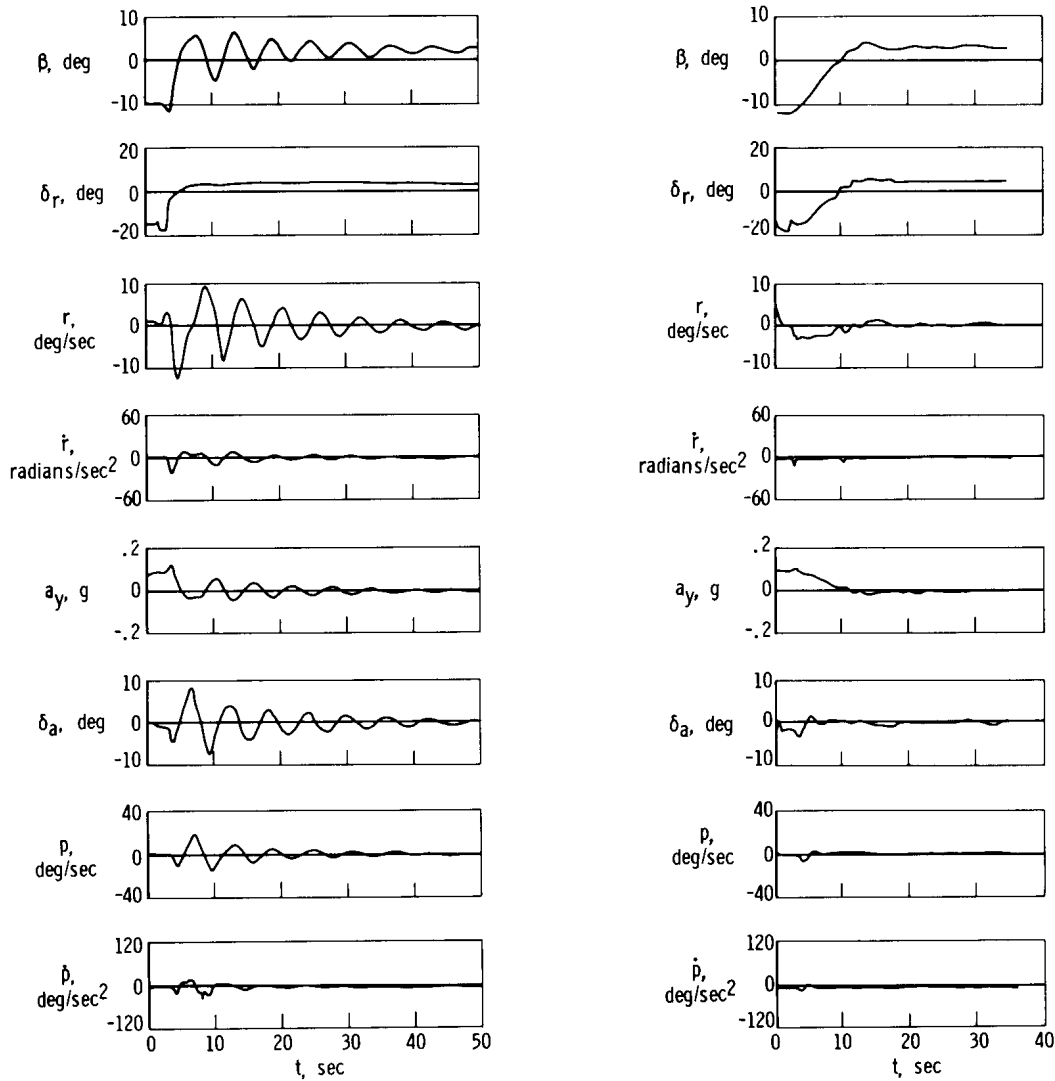 10
β, deg 0
-10
20
δr, deg 0
-20
10
r, 0
deg/sec
-10
60
ṙ, 0
radians/sec²
-60
.2
ay, g 0
-.2
10
δa, deg 0
-10
40
p, 0
deg/sec
-40
120
ṗ, 0
deg/sec²
-120
0 10 20 30 40 50
t, sec
10
β, deg 0
-10
20
δr, deg 0
-20
10
r, 0
deg/sec
-10
60
ṙ, 0
radians/sec²
-60
.2
ay, g 0
-.2
10
δa, deg 0
-10
40
p, 0
deg/sec
-40
120
ṗ, 0
deg/sec²
-120
0 10 20 30 40
t, sec